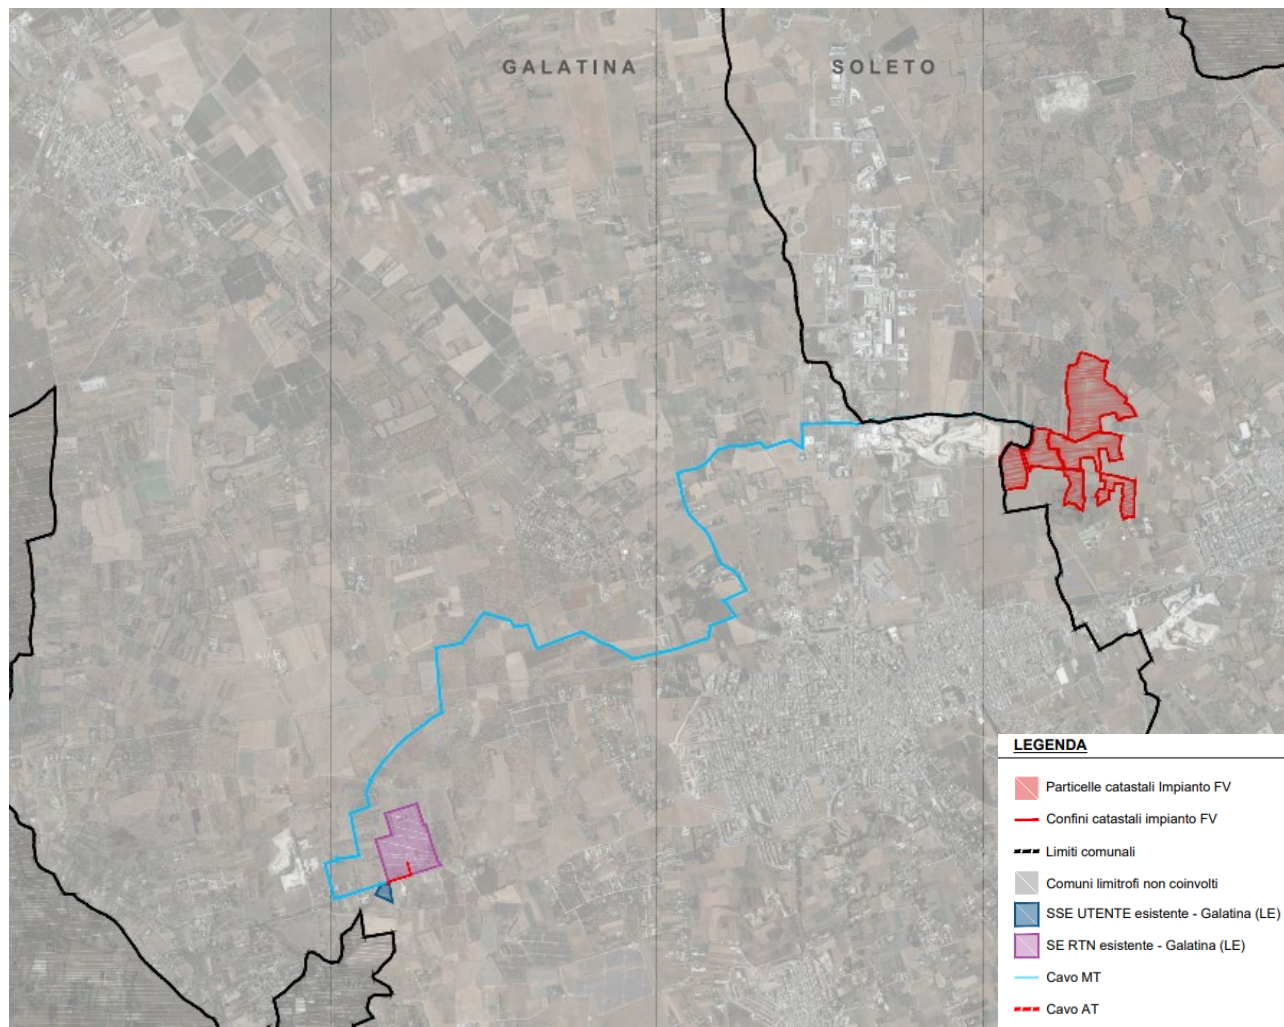 GALATINA
SOLETO
LEGENDA
Particelle catastali Impianto FV
Confini catastali impianto FV
Limiti comunali
Comuni limitrofi non coinvolti
SSE UTENTE esistente - Galatina (LE)
SE RTN esistente - Galatina (LE)
Cavo MT
Cavo AT